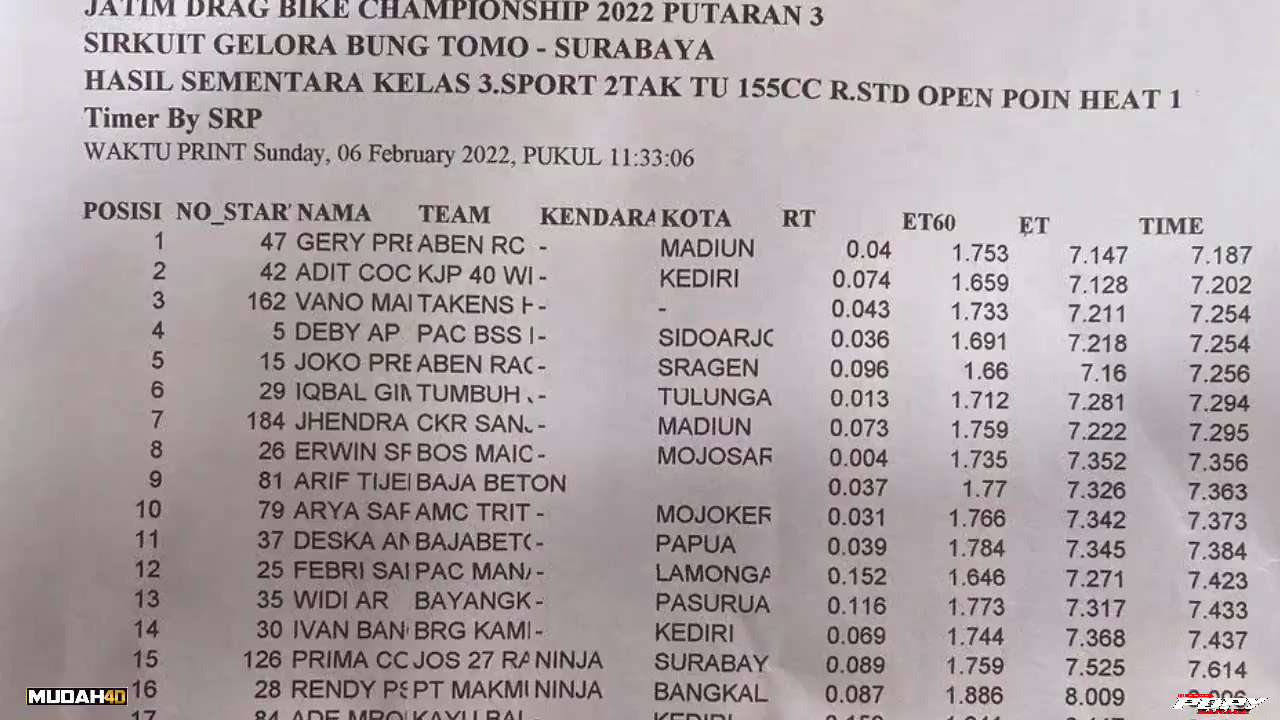 JATIM DRAG BIKE CHAMPIONSHIP 2022 PUTARAN 3
SIRKUIT GELORA BUNG TOMO - SURABAYA
HASIL SEMENTARA KELAS 3.SPORT 2TAK TU 155CC R.STD OPEN POIN HEAT 1
Timer By SRP
WAKTU PRINT Sunday, 06 February 2022, PUKUL 11:33:06
POSISI NO_STAR NAMA TEAM KENDARA KOTA RT ET60 ET TIME
1 47 GERY PRE ABEN RC - MADIUN 0.04 1.753 7.147 7.187
2 42 ADIT COC KJP 40 WI - KEDIRI 0.074 1.659 7.128 7.202
3 162 VANO MAI TAKENS - - 0.043 1.733 7.211 7.254
4 5 DEBY AP PAC BSS - SIDOARJO 0.036 1.691 7.218 7.254
5 15 JOKO PRE ABEN RAC - SRAGEN 0.096 1.66 7.16 7.256
6 29 IQBAL GIN TUMBUH - TULUNGA 0.013 1.712 7.281 7.294
7 184 JHENDRA CKR SAN - MADIUN 0.073 1.759 7.222 7.295
8 26 ERWIN SF BOS MAIC - MOJOSAR 0.004 1.735 7.352 7.356
9 81 ARIF TIJEI BAJA BETON 0.037 1.77 7.326 7.363
10 79 ARYA SAF AMC TRIT - MOJOKER 0.031 1.766 7.342 7.373
11 37 DESKA AN BAJABETO - PAPUA 0.039 1.784 7.345 7.384
12 25 FEBRI SAI PAC MAN - LAMONGA 0.152 1.646 7.271 7.423
13 35 WIDI AR BAYANGK - PASURUA 0.116 1.773 7.317 7.433
14 30 IVAN BAN BRG KAMI - KEDIRI 0.069 1.744 7.368 7.437
15 126 PRIMA CC JOS 27 RA NINJA SURABAY 0.089 1.759 7.525 7.614
16 28 RENDY PS PT MAKMI NINJA BANGKAL 0.087 1.886 8.009
17 84 ADE KAYU BAL KEDIRI
MUDAH4D